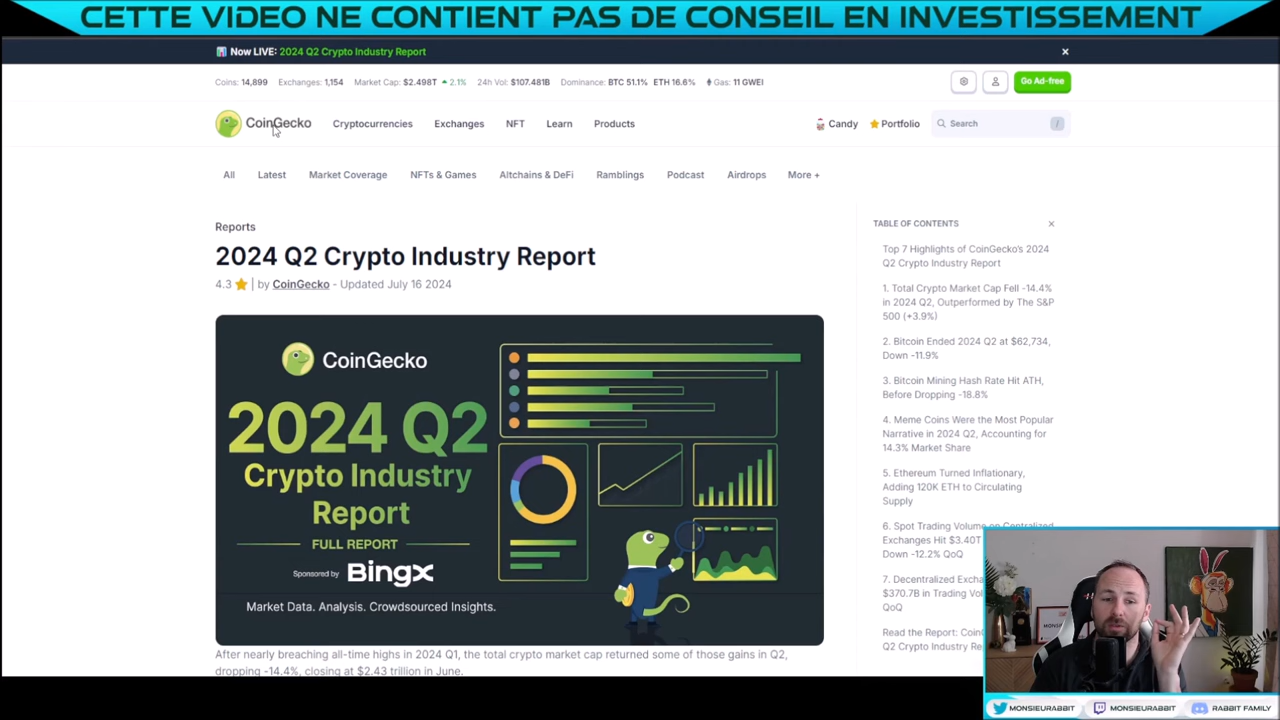 CETTE VIDEO NE CONTIENT PAS DE CONSEIL EN INVESTISSEMENT
Now LIVE: 2024 Q2 Crypto Industry Report
Coins: 14,899 Exchanges: 1,154 Market Cap: $2.498T 2.1% 24h Vol: $107.481B Dominance: BTC 51.1% ETH 16.6% Gas: 11 GWEI
Go Ad-free
CoinGecko
Cryptocurrencies Exchanges NFT Learn Products
Candy Portfolio Search /
All Latest Market Coverage NFTs & Games Altchains & DeFi Ramblings Podcast Airdrops More +
Reports
2024 Q2 Crypto Industry Report
4.3 | by CoinGecko - Updated July 16 2024
CoinGecko
2024 Q2
Crypto Industry
Report
FULL REPORT
Sponsored by BingX
Market Data. Analysis. Crowdsourced Insights.
After nearly breaching all-time highs in 2024 Q1, the total crypto market cap returned some of those gains in Q2,
dropping -14.4%, closing at $2.43 trillion in June.
TABLE OF CONTENTS
Top 7 Highlights of CoinGecko's 2024
Q2 Crypto Industry Report
1. Total Crypto Market Cap Fell -14.4%
in 2024 Q2, Outperformed by The S&P
500 (+3.9%)
2. Bitcoin Ended 2024 Q2 at $62,734,
Down -11.9%
3. Bitcoin Mining Hash Rate Hit ATH,
Before Dropping -18.8%
4. Meme Coins Were the Most Popular
Narrative in 2024 Q2, Accounting for
14.3% Market Share
5. Ethereum Turned Inflationary,
Adding 120K ETH to Circulating
Supply
6. Spot Trading Volume on Centralized
Exchanges Hit $3.40T
Down -12.2% QoQ
7. Decentralized Excha
$370.7B in Trading Vol
QoQ
Read the Report: Coin
Q2 Crypto Industry Re
MONSIEURABBIT MONSIEURABBIT RABBIT FAMILY